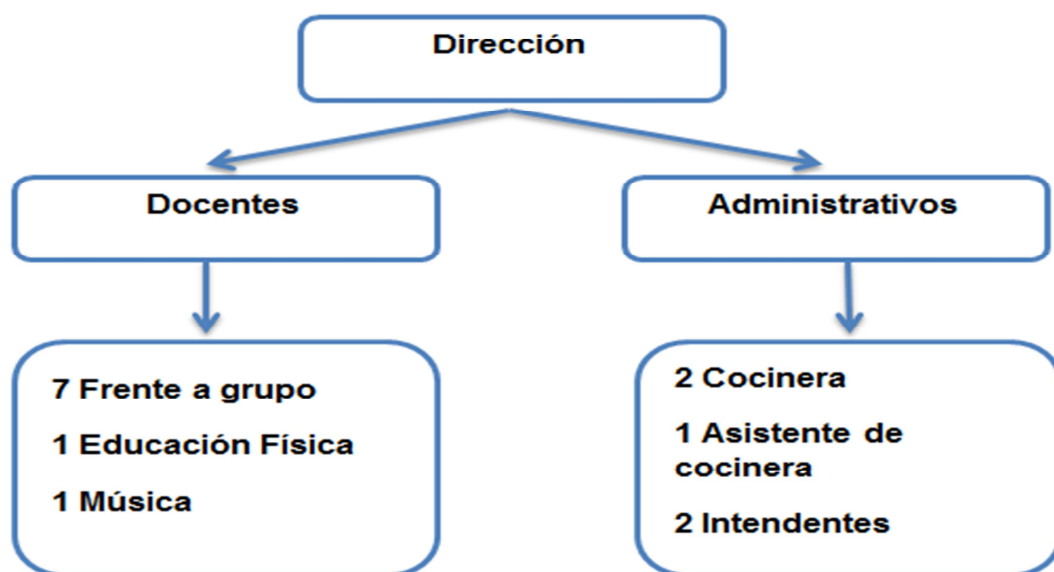 Dirección
Docentes
Administrativos
7 Frente a grupo
1 Educación Física
1 Música
2 Cocinera
1 Asistente de
cocinera
2 Intendentes